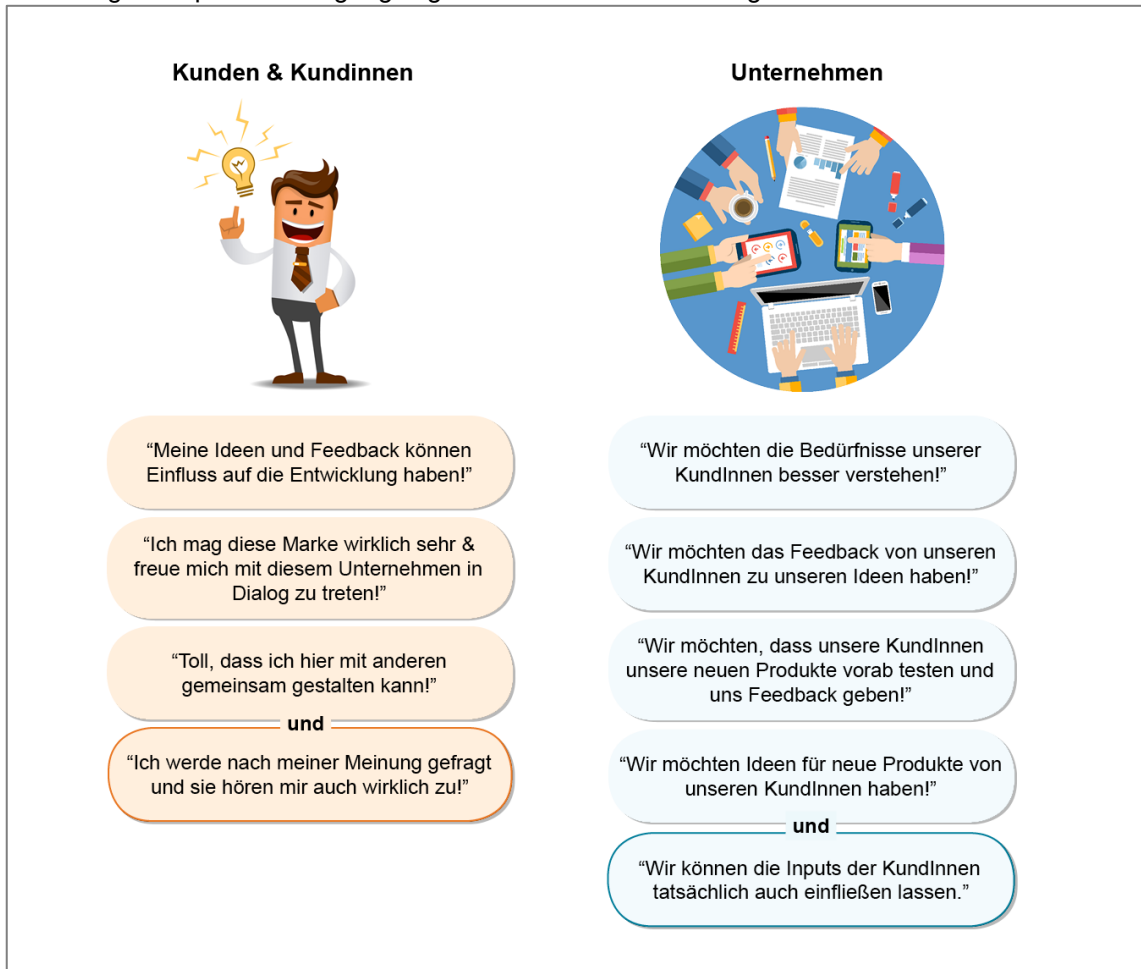 Kunden & Kundinnen
“Meine Ideen und Feedback können
Einfluss auf die Entwicklung haben!”
“Ich mag diese Marke wirklich sehr &
freue mich mit diesem Unternehmen in
Dialog zu treten!”
“Toll, dass ich hier mit anderen
gemeinsam gestalten kann!”
und
“Ich werde nach meiner Meinung gefragt
und sie hören mir auch wirklich zu!”
Unternehmen
“Wir möchten die Bedürfnisse unserer
KundInnen besser verstehen!”
“Wir möchten das Feedback von unseren
KundInnen zu unseren Ideen haben!”
“Wir möchten, dass unsere KundInnen
unsere neuen Produkte vorab testen und
uns Feedback geben!”
“Wir möchten Ideen für neue Produkte von
unseren KundInnen haben!”
und
“Wir können die Inputs der KundInnen
tatsächlich auch einfließen lassen.”